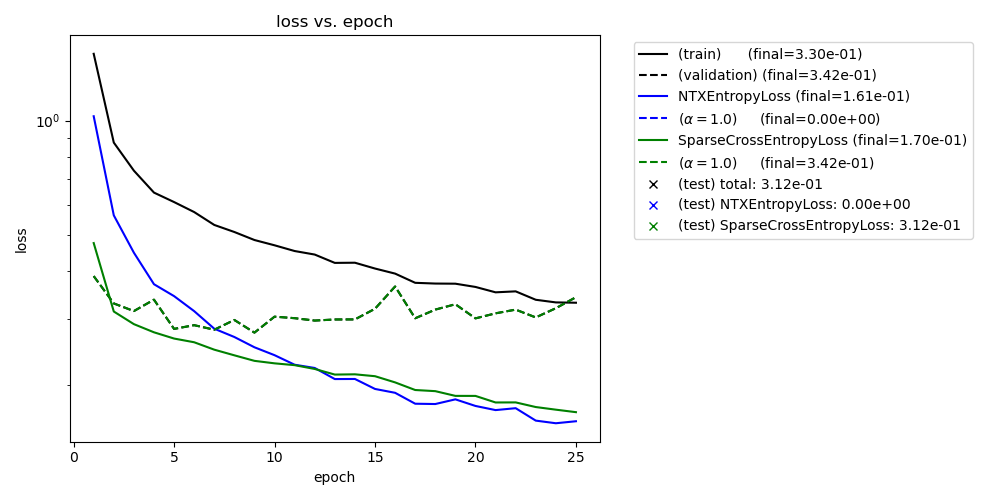 loss vs. epoch
10⁰
loss
0 5 10 15 20 25
epoch
(train) (final=3.30e-01)
(validation) (final=3.42e-01)
NTXEntropyLoss (final=1.61e-01)
(α = 1.0) (final=0.00e+00)
SparseCrossEntropyLoss (final=1.70e-01)
(α = 1.0) (final=3.42e-01)
(test) total: 3.12e-01
(test) NTXEntropyLoss: 0.00e+00
(test) SparseCrossEntropyLoss: 3.12e-01